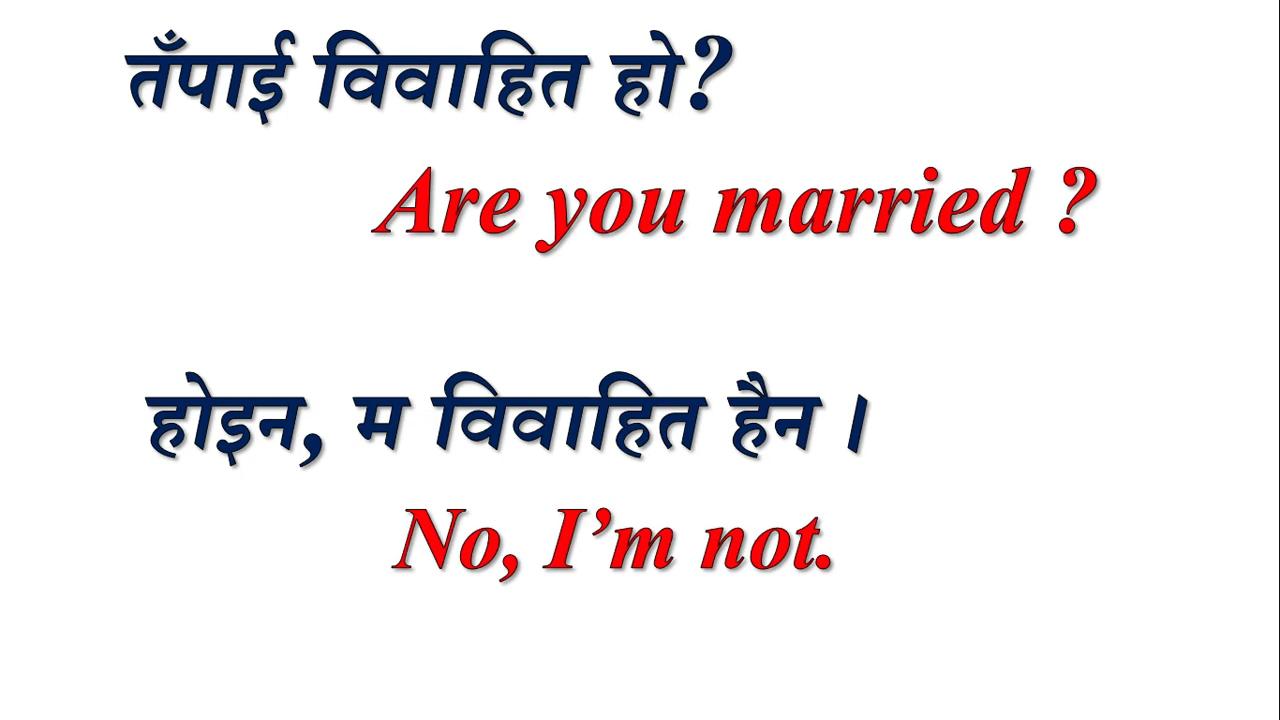 तँपाई विवाहित हो?
Are you married ?
होइन, म विवाहित हैन ।
No, I’m not.